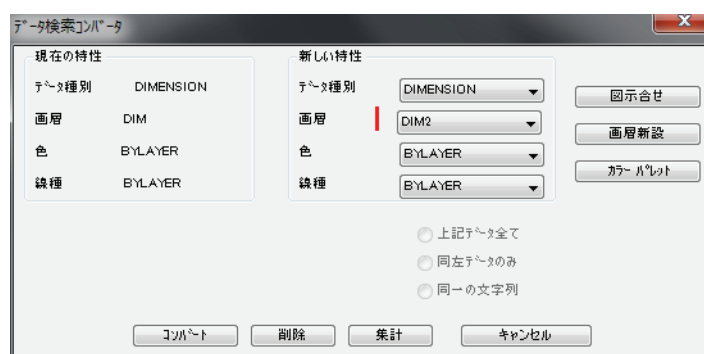 ﾃﾞｰﾀ検索ｺﾝﾊﾞｰﾀ
現在の特性
ﾃﾞｰﾀ種別 DIMENSION
画層 DIM
色 BYLAYER
線種 BYLAYER
新しい特性
ﾃﾞｰﾀ種別 DIMENSION
画層 DIM2
色 BYLAYER
線種 BYLAYER
図示合せ
画層新設
ｶﾗｰ ﾊﾟﾚｯﾄ
上記ﾃﾞｰﾀ全て
同左ﾃﾞｰﾀのみ
同一の文字列
ｺﾝﾊﾞｰﾄ 削除 集計 キャンセル